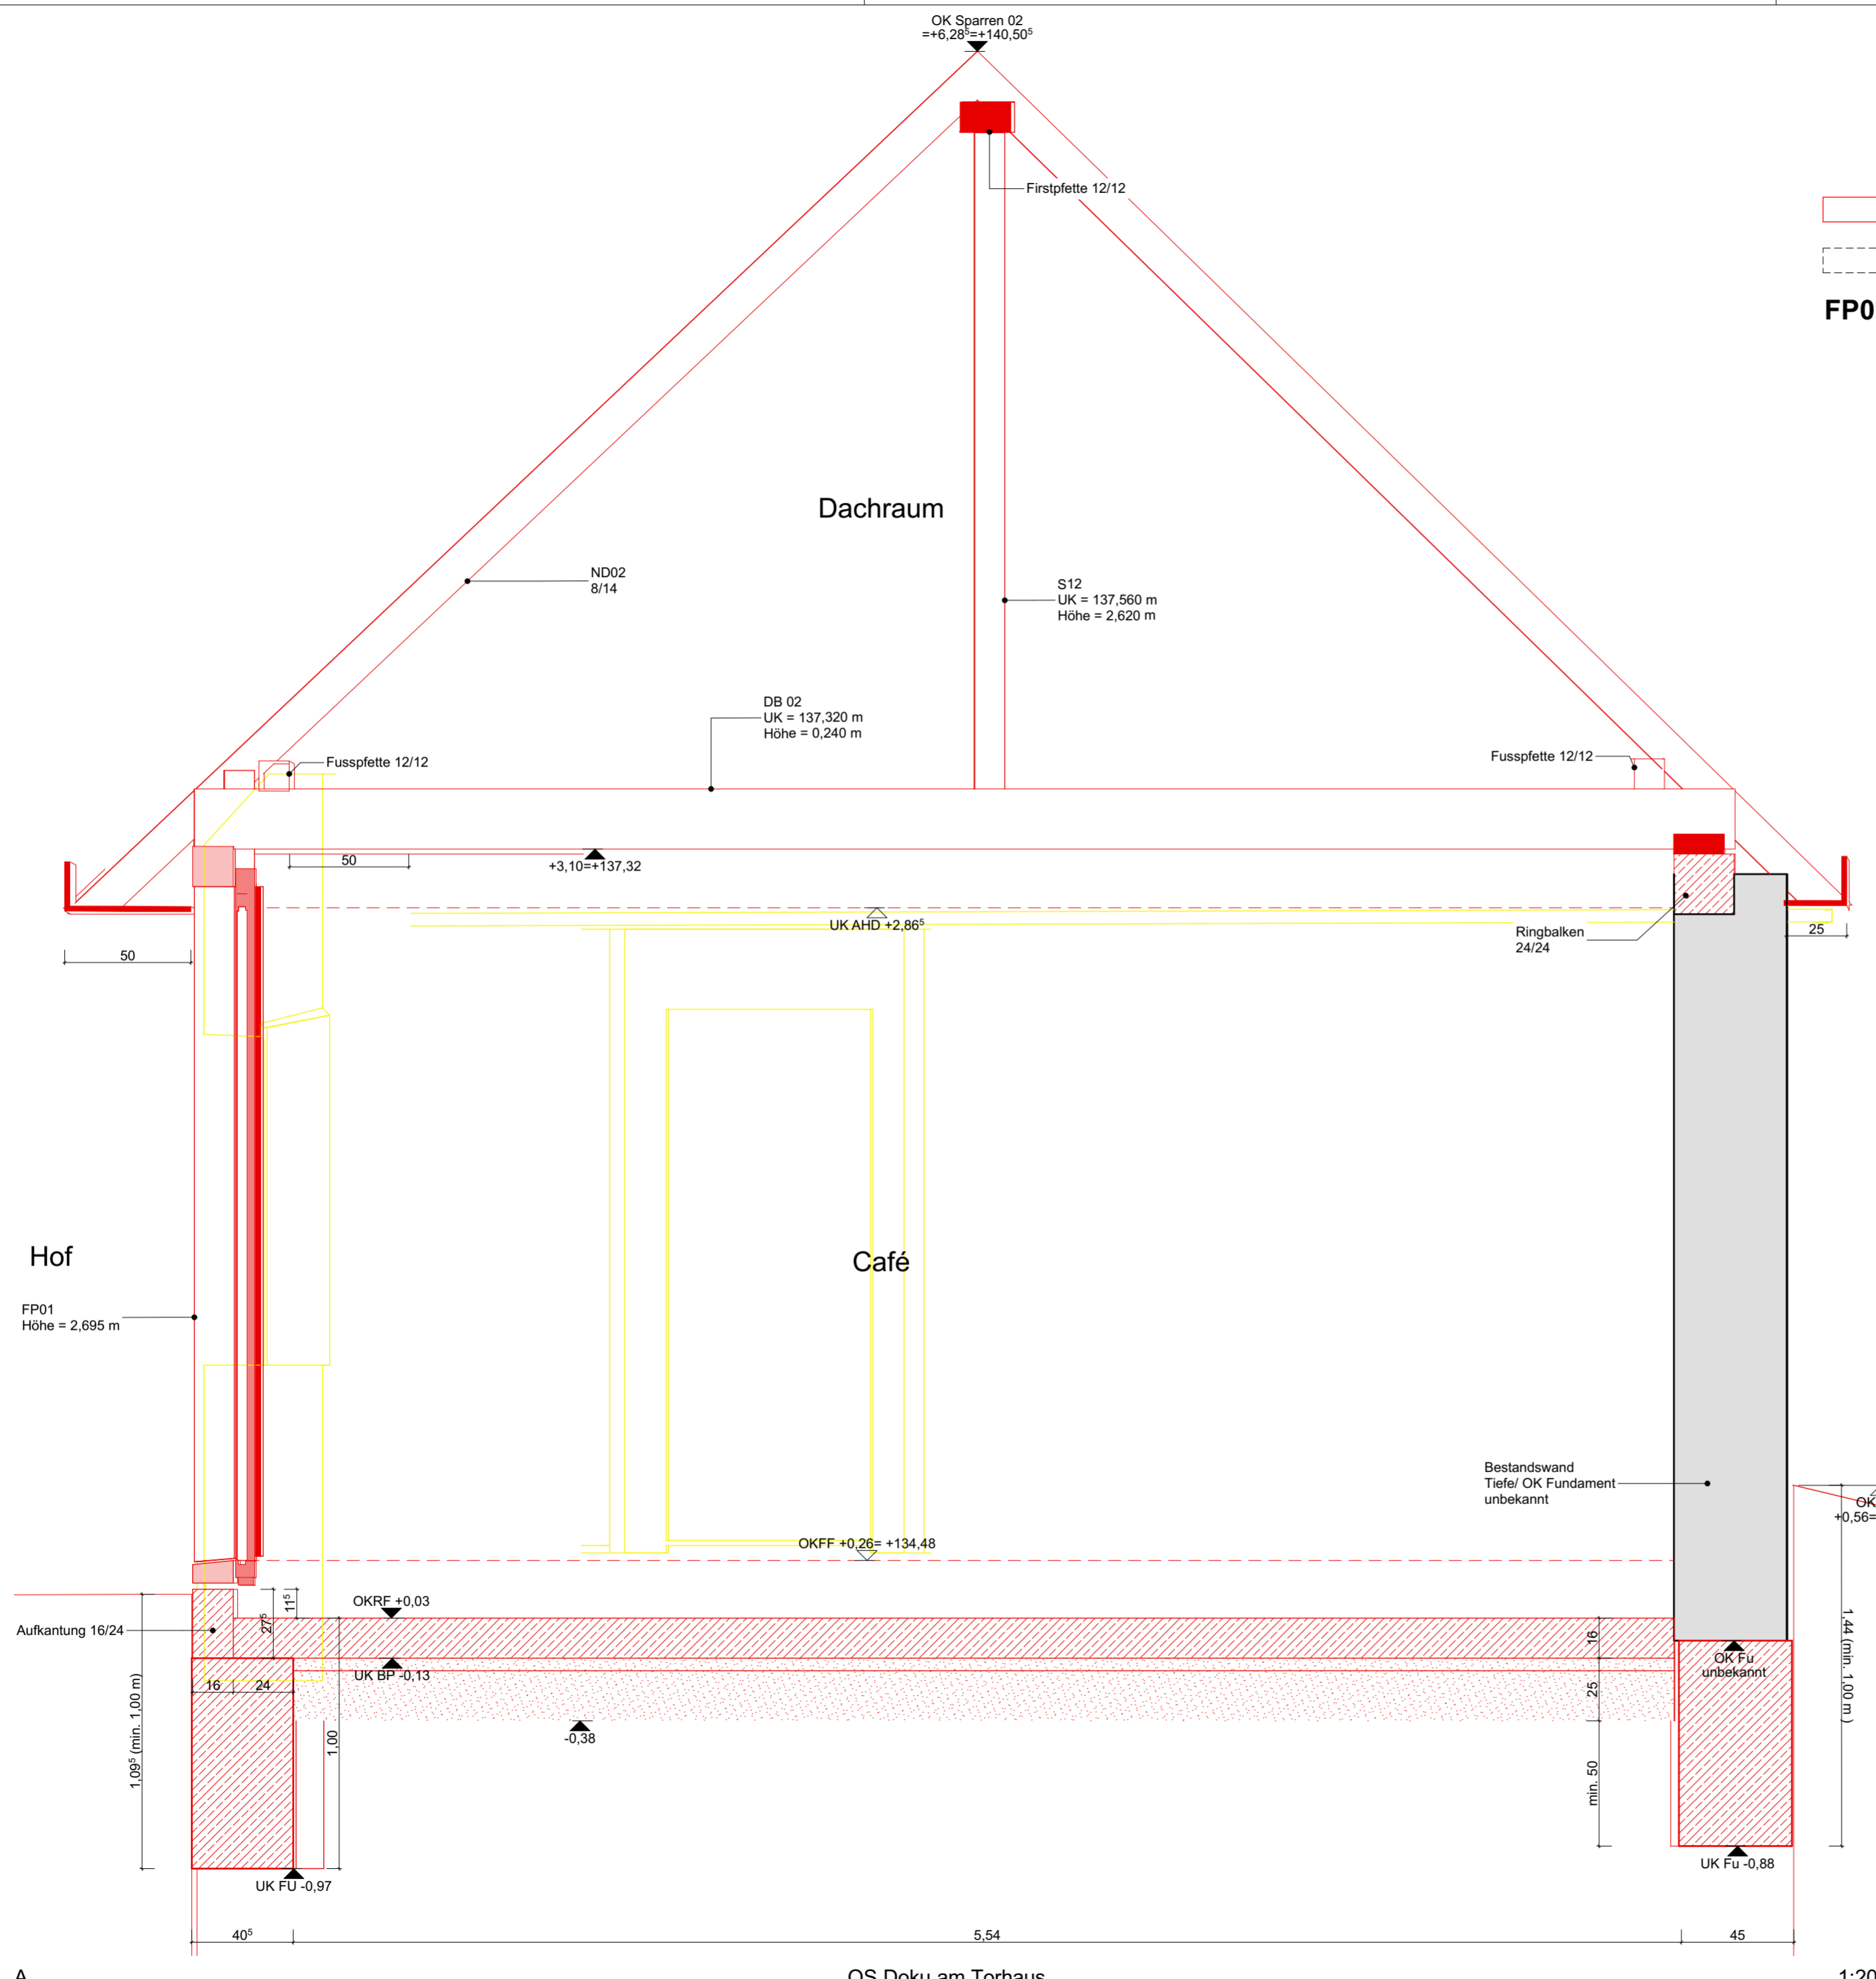 OK Sparren 02
=+6,28⁵=+140,50⁵
Firstpfette 12/12
FP0
Dachraum
ND02
8/14
S12
UK = 137,560 m
Höhe = 2,620 m
DB 02
UK = 137,320 m
Höhe = 0,240 m
Fusspfette 12/12
Fusspfette 12/12
50
+3,10=+137,32
UK AHD +2,86⁵
Ringbalken
24/24
25
50
Hof
Café
FP01
Höhe = 2,695 m
Bestandswand
Tiefe/ OK Fundament
unbekannt
OK
+0,56=
OKFF +0,26= +134,48
OKRF +0,03
11⁵
27⁵
Aufkantung 16/24
UK BP -0,13
16
24
16
25
min. 50
OK Fu
unbekannt
1,44 (min. 1,00 m )
1,09⁵ (min. 1,00 m)
1,00
-0,38
UK FU -0,97
UK Fu -0,88
40⁵
5,54
45